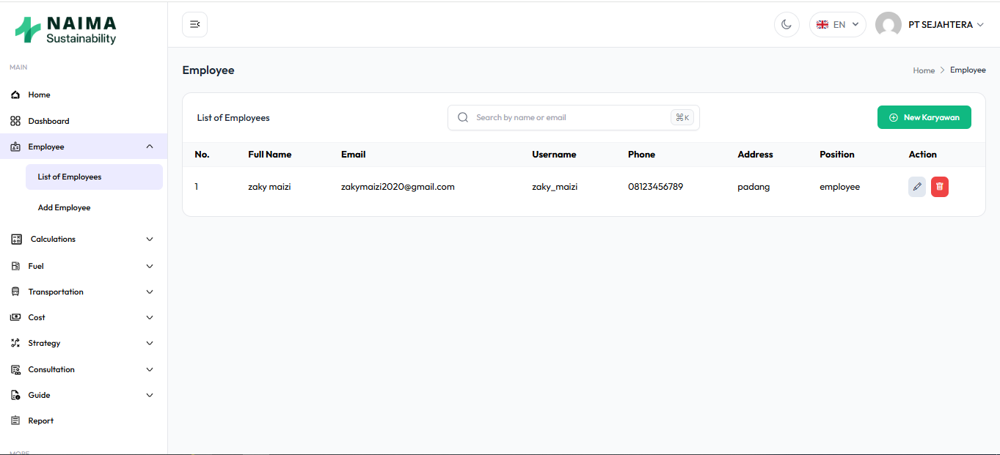 NAIMA
Sustainability
EN
PT SEJAHTERA
MAIN
Home
Dashboard
Employee
List of Employees
Add Employee
Calculations
Fuel
Transportation
Cost
Strategy
Consultation
Guide
Report
MORE
Employee
Home > Employee
List of Employees
Search by name or email
⌘K
New Karyawan
No. Full Name Email Username Phone Address Position Action
1 zaky maizi zakymaizi2020@gmail.com zaky_maizi 08123456789 padang employee